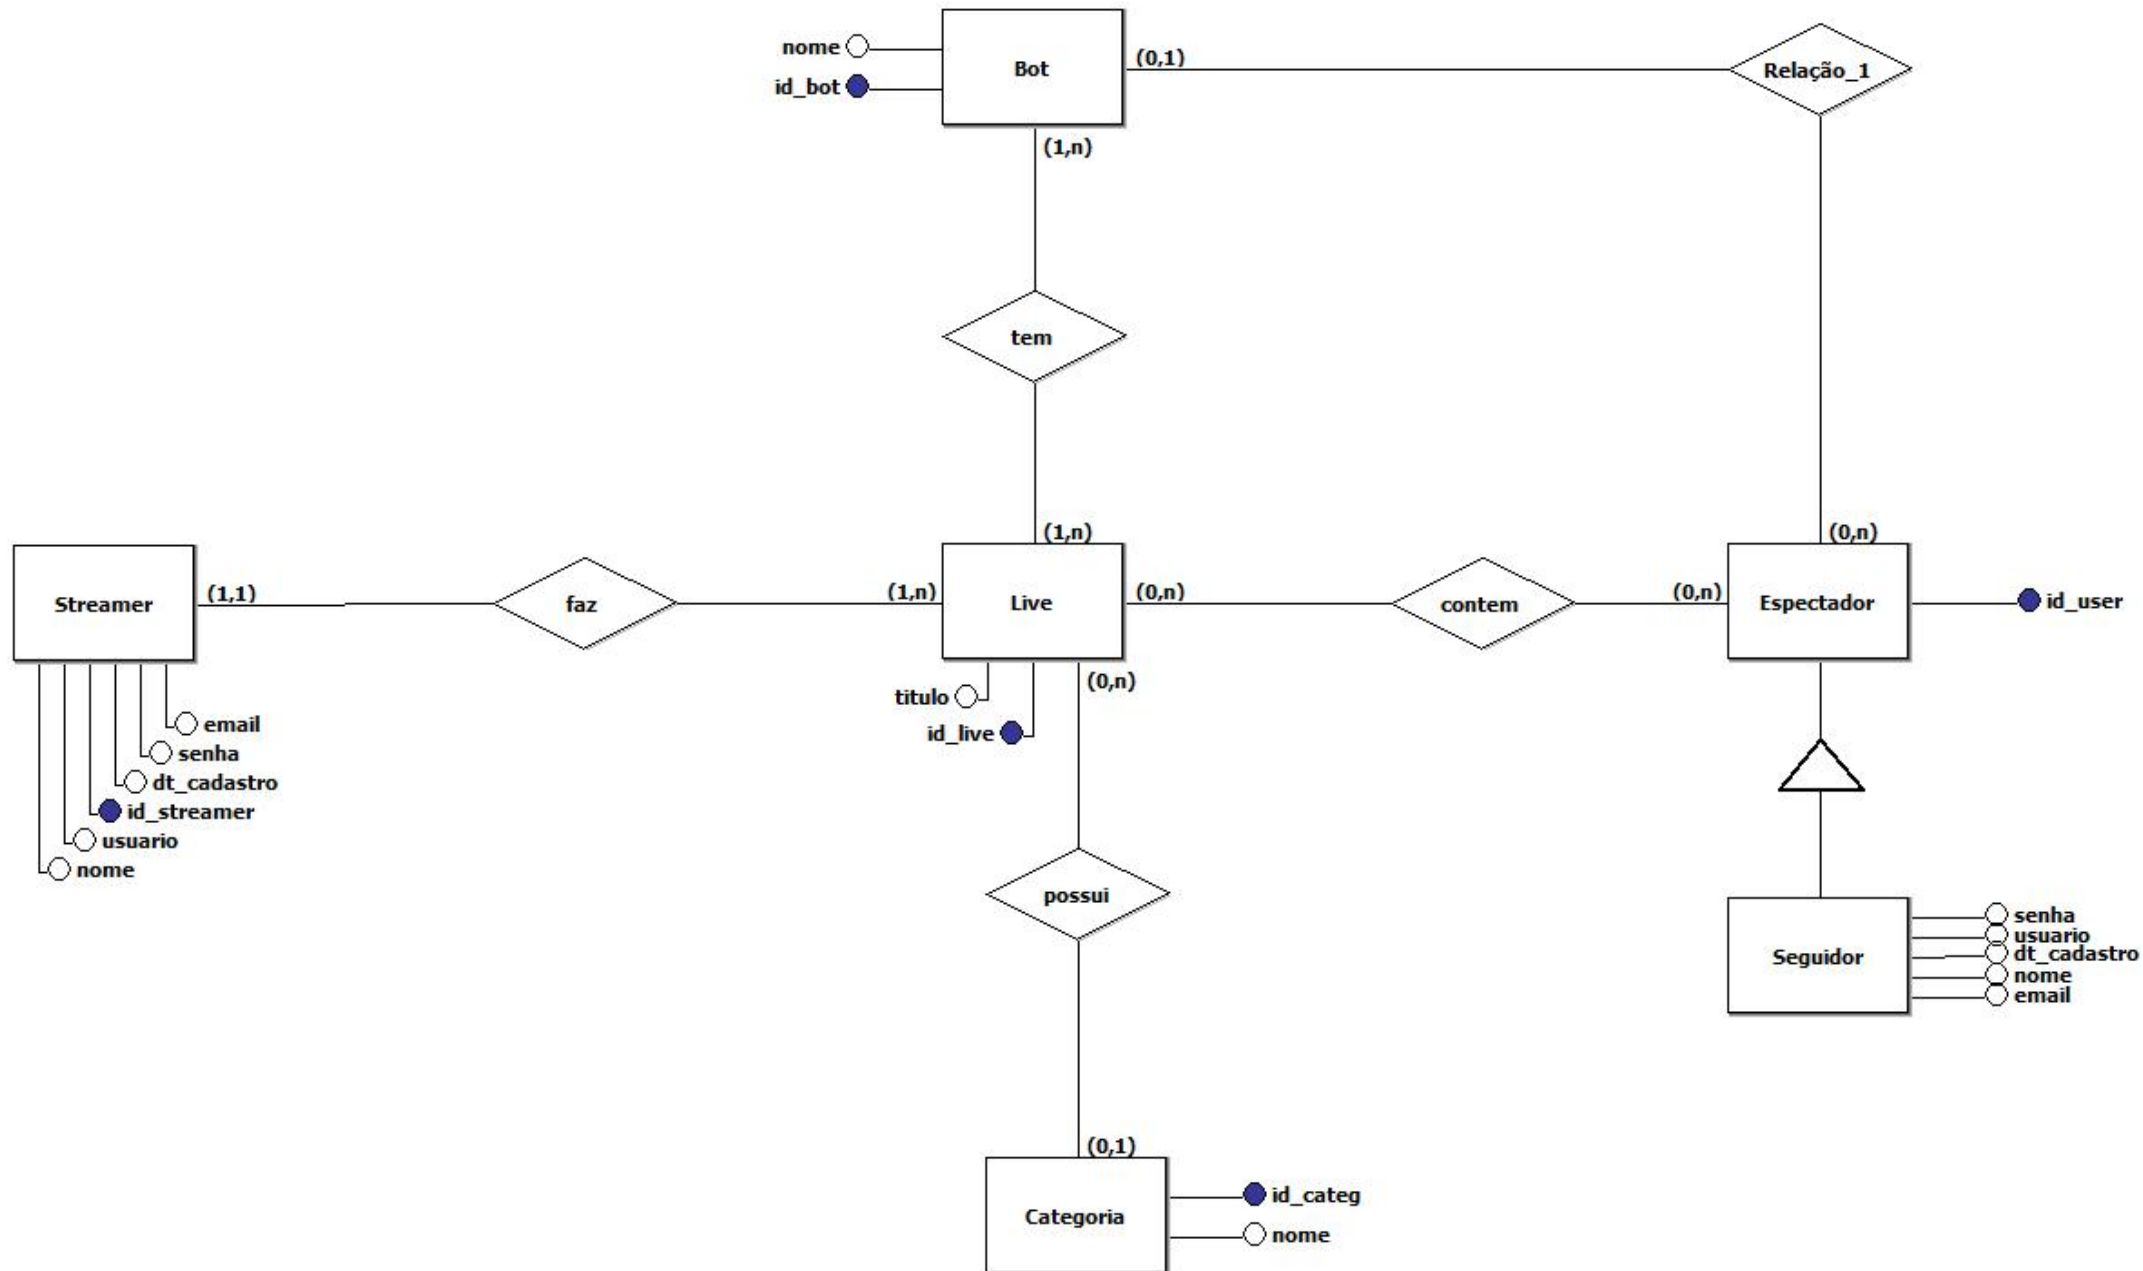 nome
id_bot
Bot
(0,1)
Relação_1
(1,n)
tem
(1,n)
(0,n)
Streamer
(1,1)
faz
(1,n)
Live
(0,n)
contem
(0,n)
Espectador
id_user
titulo
id_live
(0,n)
email
senha
dt_cadastro
id_streamer
usuario
nome
possui
Seguidor
senha
usuario
dt_cadastro
nome
email
(0,1)
Categoria
id_categ
nome